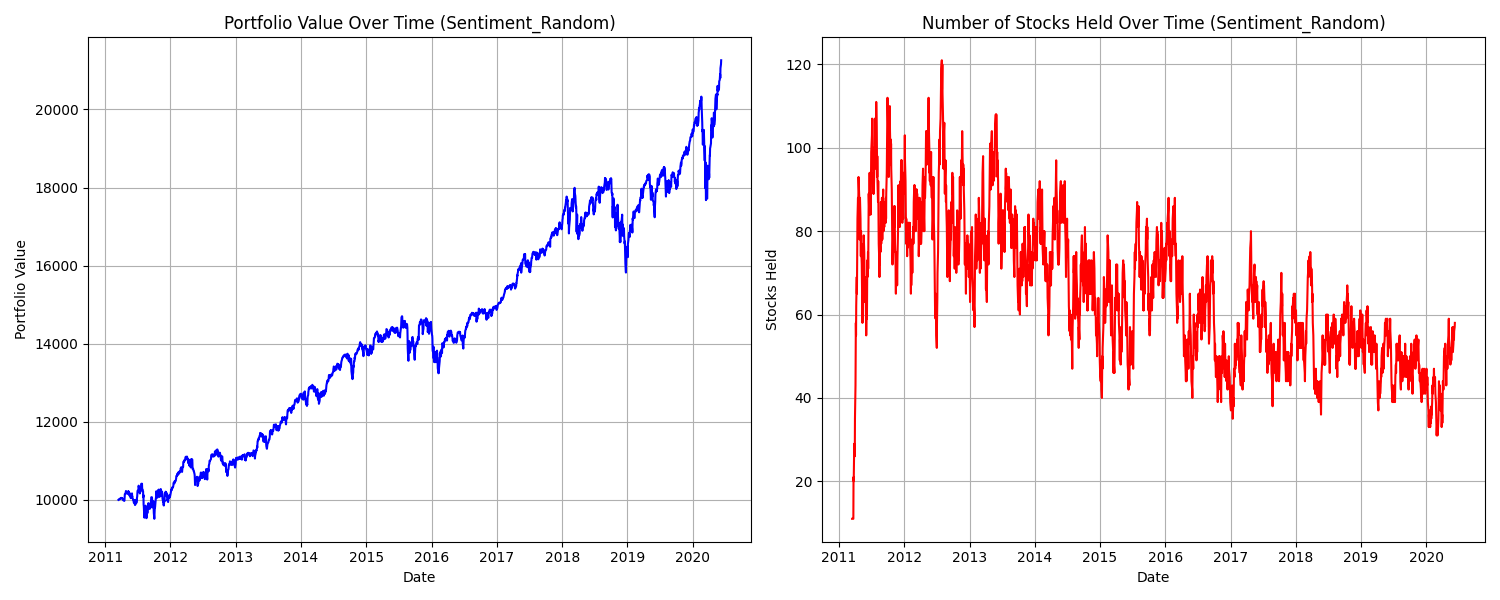 Portfolio Value Over Time (Sentiment_Random)
Portfolio Value
20000
18000
16000
14000
12000
10000
2011 2012 2013 2014 2015 2016 2017 2018 2019 2020
Date
Number of Stocks Held Over Time (Sentiment_Random)
Stocks Held
120
100
80
60
40
20
2011 2012 2013 2014 2015 2016 2017 2018 2019 2020
Date